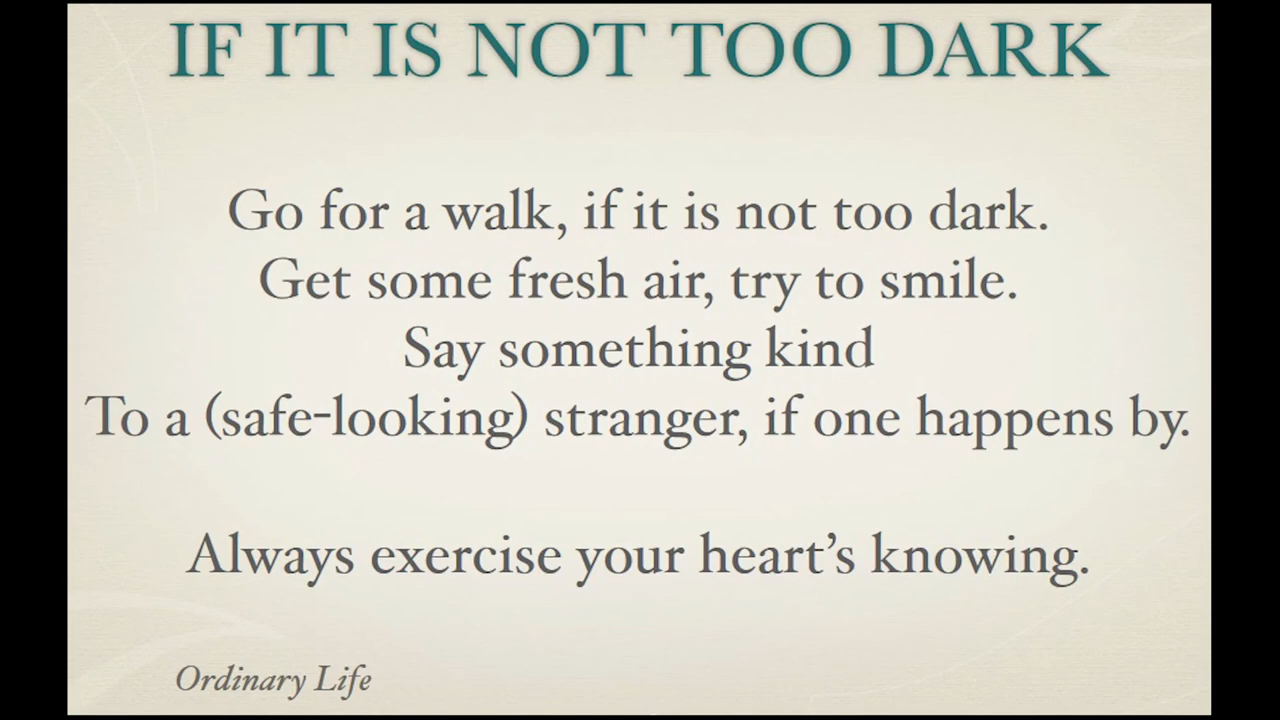 IF IT IS NOT TOO DARK
Go for a walk, if it is not too dark.
Get some fresh air, try to smile.
Say something kind
To a (safe-looking) stranger, if one happens by.
Always exercise your heart’s knowing.
Ordinary Life